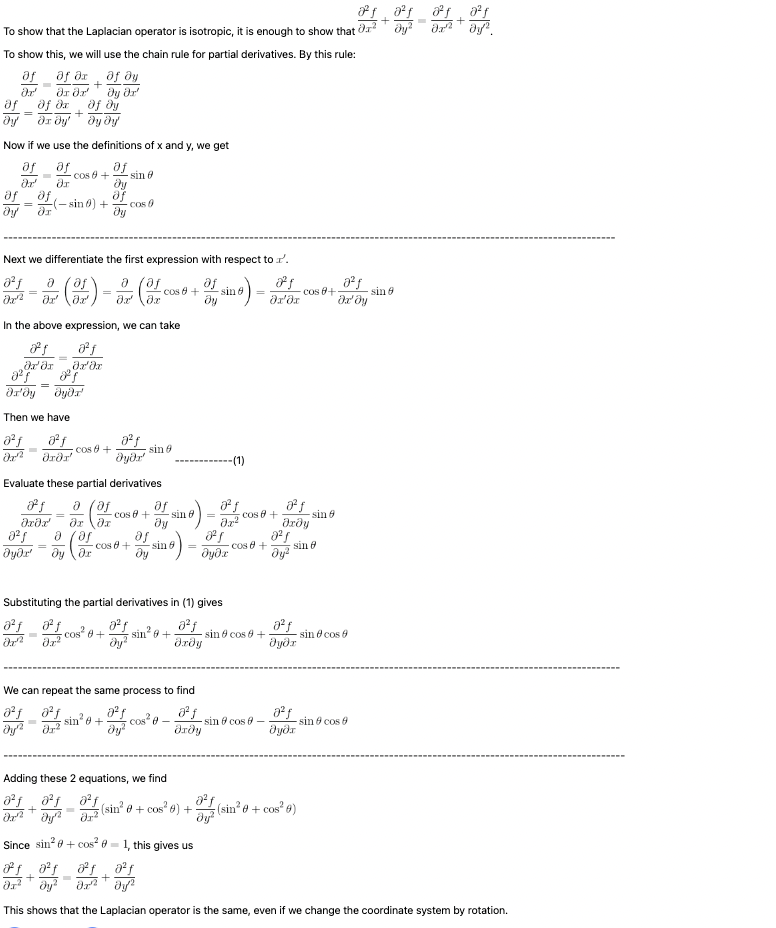 To show that the Laplacian operator is isotropic, it is enough to show that ∂²f/∂x² + ∂²f/∂y² = ∂²f/∂x'² + ∂²f/∂y'².
To show this, we will use the chain rule for partial derivatives. By this rule:
∂f/∂x' = ∂f/∂x ∂x/∂x' + ∂f/∂y ∂y/∂x'
∂f/∂y' = ∂f/∂x ∂x/∂y' + ∂f/∂y ∂y/∂y'
Now if we use the definitions of x and y, we get
∂f/∂x' = ∂f/∂x cos θ + ∂f/∂y sin θ
∂f/∂y' = ∂f/∂x (− sin θ) + ∂f/∂y cos θ
Next we differentiate the first expression with respect to x'.
∂²f/∂x'² = ∂/∂x' (∂f/∂x') = ∂/∂x' (∂f/∂x cos θ + ∂f/∂y sin θ) = ∂²f/∂x'∂x cos θ + ∂²f/∂x'∂y sin θ
In the above expression, we can take
∂²f/∂x'∂x = ∂²f/∂x'∂x
∂²f/∂x'∂y = ∂²f/∂y∂x'
Then we have
∂²f/∂x'² = ∂²f/∂x∂x' cos θ + ∂²f/∂y∂x' sin θ ------------(1)
Evaluate these partial derivatives
∂²f/∂x∂x' = ∂/∂x (∂f/∂x cos θ + ∂f/∂y sin θ) = ∂²f/∂x² cos θ + ∂²f/∂x∂y sin θ
∂²f/∂y∂x' = ∂/∂y (∂f/∂x cos θ + ∂f/∂y sin θ) = ∂²f/∂y∂x cos θ + ∂²f/∂y² sin θ
Substituting the partial derivatives in (1) gives
∂²f/∂x'² = ∂²f/∂x² cos² θ + ∂²f/∂y² sin² θ + ∂²f/∂x∂y sin θ cos θ + ∂²f/∂y∂x sin θ cos θ
We can repeat the same process to find
∂²f/∂y'² = ∂²f/∂x² sin² θ + ∂²f/∂y² cos² θ − ∂²f/∂x∂y sin θ cos θ − ∂²f/∂y∂x sin θ cos θ
Adding these 2 equations, we find
∂²f/∂x'² + ∂²f/∂y'² = ∂²f/∂x² (sin² θ + cos² θ) + ∂²f/∂y² (sin² θ + cos² θ)
Since sin² θ + cos² θ = 1, this gives us
∂²f/∂x² + ∂²f/∂y² = ∂²f/∂x'² + ∂²f/∂y'²
This shows that the Laplacian operator is the same, even if we change the coordinate system by rotation.